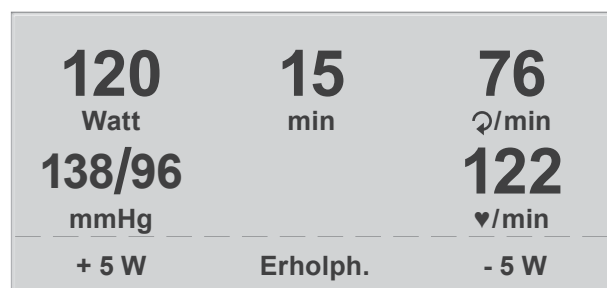 120 15 76
Watt min ⟳/min
138/96 122
mmHg ♥/min
+ 5 W Erholph. - 5 W